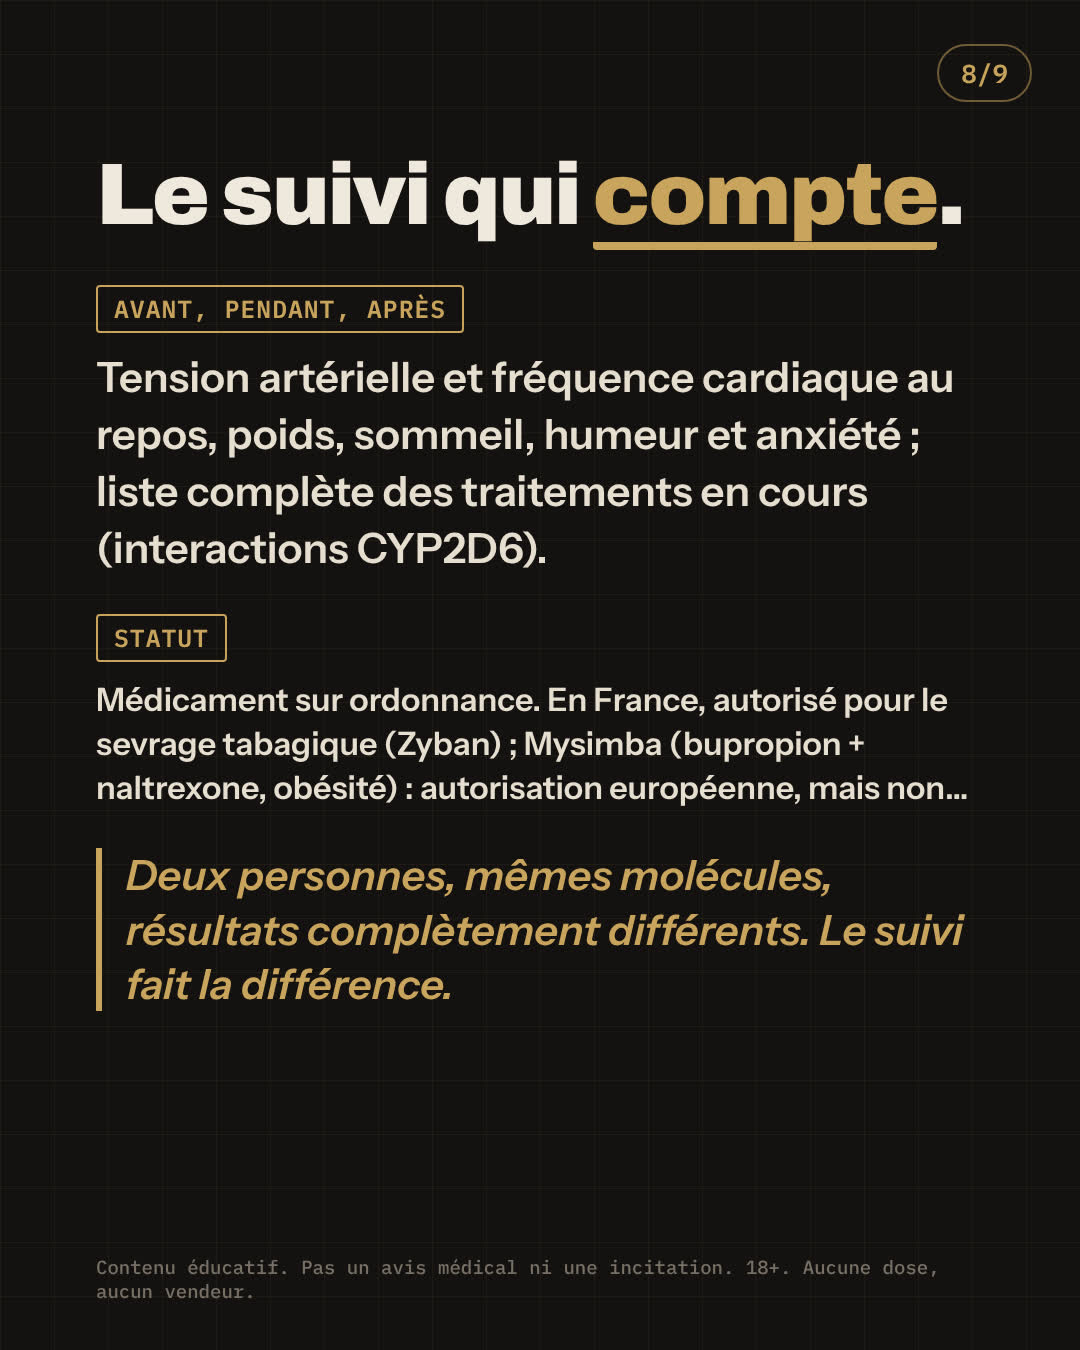 8/9
Le suivi qui compte.
AVANT, PENDANT, APRÈS
Tension artérielle et fréquence cardiaque au
repos, poids, sommeil, humeur et anxiété ;
liste complète des traitements en cours
(interactions CYP2D6).
STATUT
Médicament sur ordonnance. En France, autorisé pour le
sevrage tabagique (Zyban) ; Mysimba (bupropion +
naltrexone, obésité) : autorisation européenne, mais non…
Deux personnes, mêmes molécules,
résultats complètement différents. Le suivi
fait la différence.
Contenu éducatif. Pas un avis médical ni une incitation. 18+. Aucune dose,
aucun vendeur.